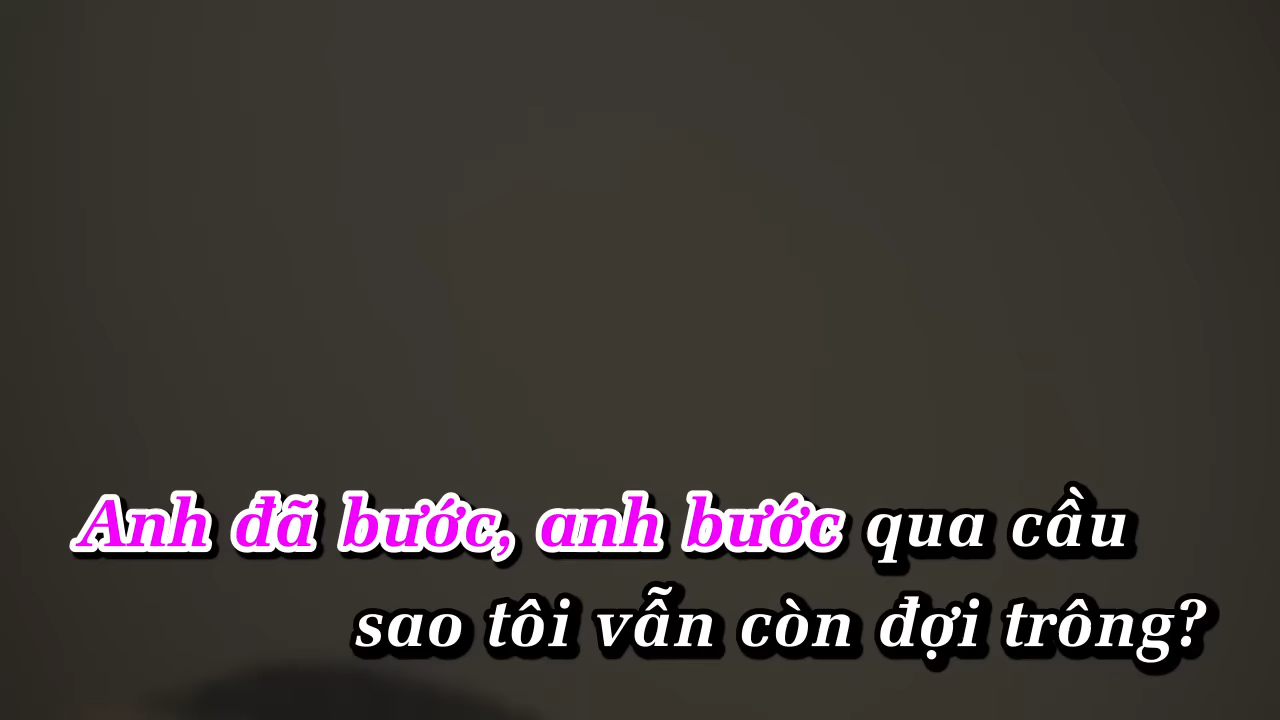 Anh đã bước, anh bước qua cầu
sao tôi vẫn còn đợi trông?